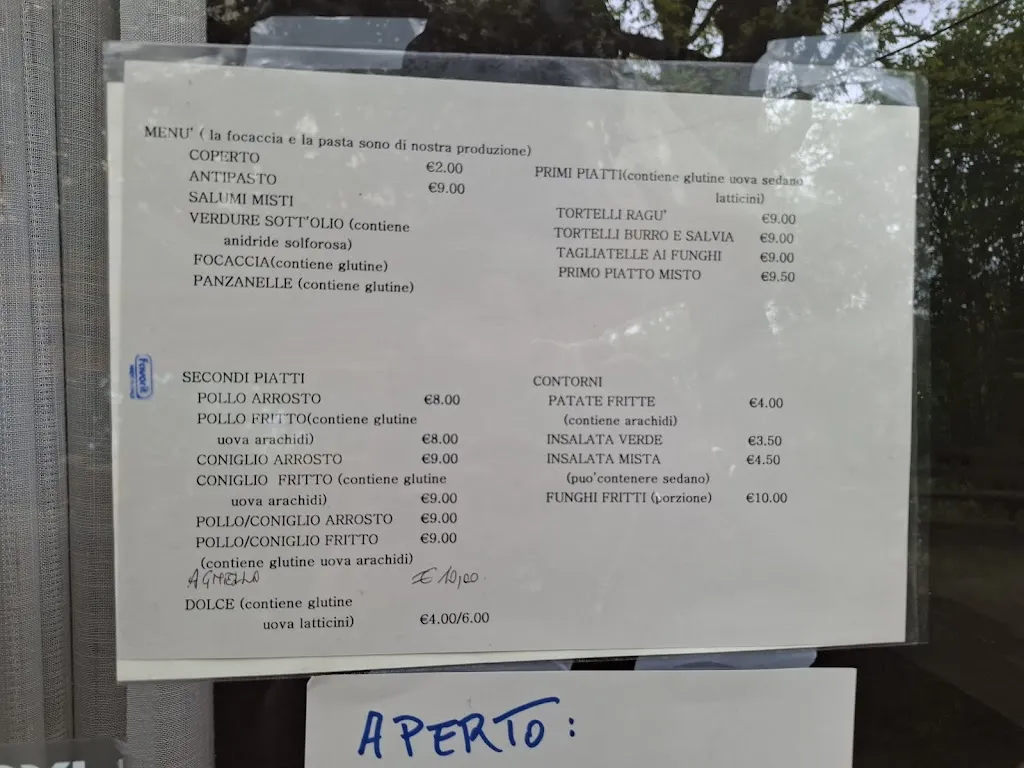 MENU' ( la focaccia e la pasta sono di nostra produzione)
COPERTO €2.00
ANTIPASTO €9.00
SALUMI MISTI
VERDURE SOTT'OLIO (contiene
anidride solforosa)
FOCACCIA(contiene glutine)
PANZANELLE (contiene glutine)
PRIMI PIATTI(contiene glutine uova sedano
latticini)
TORTELLI RAGU' €9.00
TORTELLI BURRO E SALVIA €9.00
TAGLIATELLE AI FUNGHI €9.00
PRIMO PIATTO MISTO €9.50
Favorit
SECONDI PIATTI
POLLO ARROSTO €8.00
POLLO FRITTO(contiene glutine
uova arachidi) €8.00
CONIGLIO ARROSTO €9.00
CONIGLIO FRITTO (contiene glutine
uova arachidi) €9.00
POLLO/CONIGLIO ARROSTO €9.00
POLLO/CONIGLIO FRITTO €9.00
(contiene glutine uova arachidi)
AGNELLO € 10,00
DOLCE (contiene glutine
uova latticini) €4.00/6.00
CONTORNI
PATATE FRITTE €4.00
(contiene arachidi)
INSALATA VERDE €3.50
INSALATA MISTA €4.50
(puo'contenere sedano)
FUNGHI FRITTI (porzione) €10.00
APERTO: